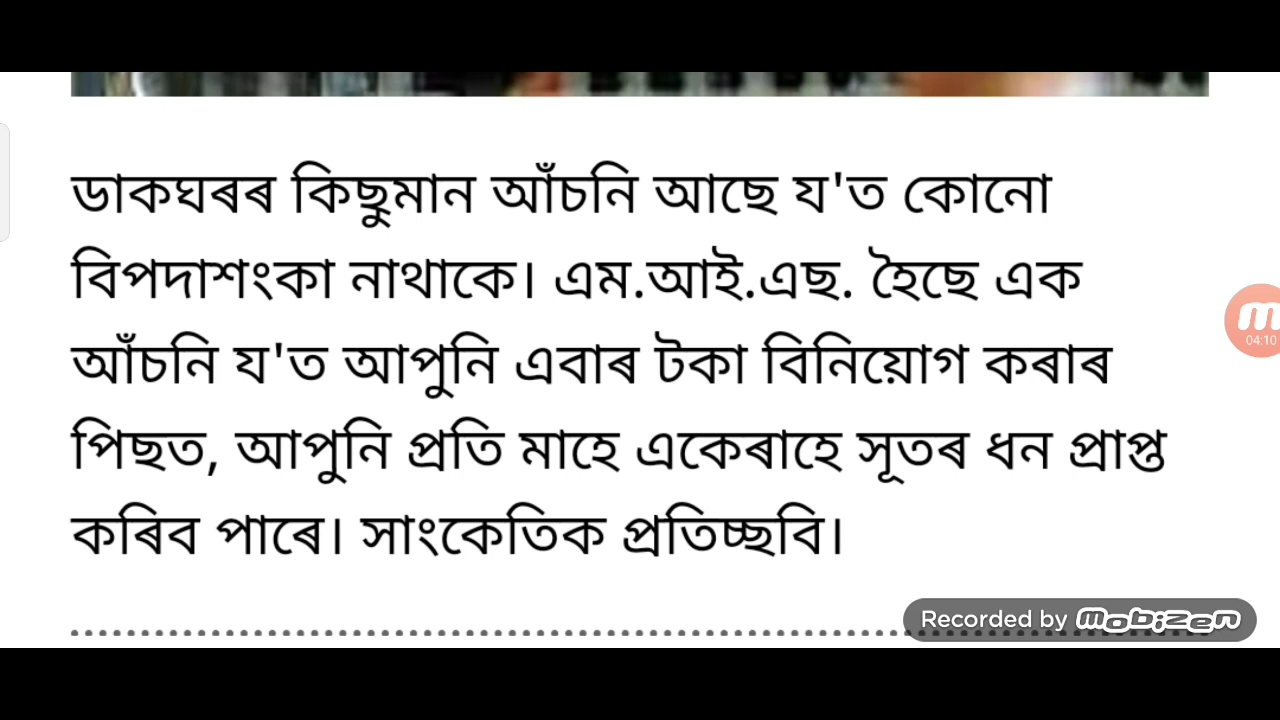 ডাকঘৰৰ কিছুমান আঁচনি আছে য'ত কোনো
বিপদাশংকা নাথাকে। এম.আই.এছ. হৈছে এক
আঁচনি য'ত আপুনি এবাৰ টকা বিনিয়োগ কৰাৰ
পিছত, আপুনি প্ৰতি মাহে একেৰাহে সূতৰ ধন প্ৰাপ্ত
কৰিব পাৰে। সাংকেতিক প্ৰতিচ্ছবি।
04:10
Recorded by Mobizen